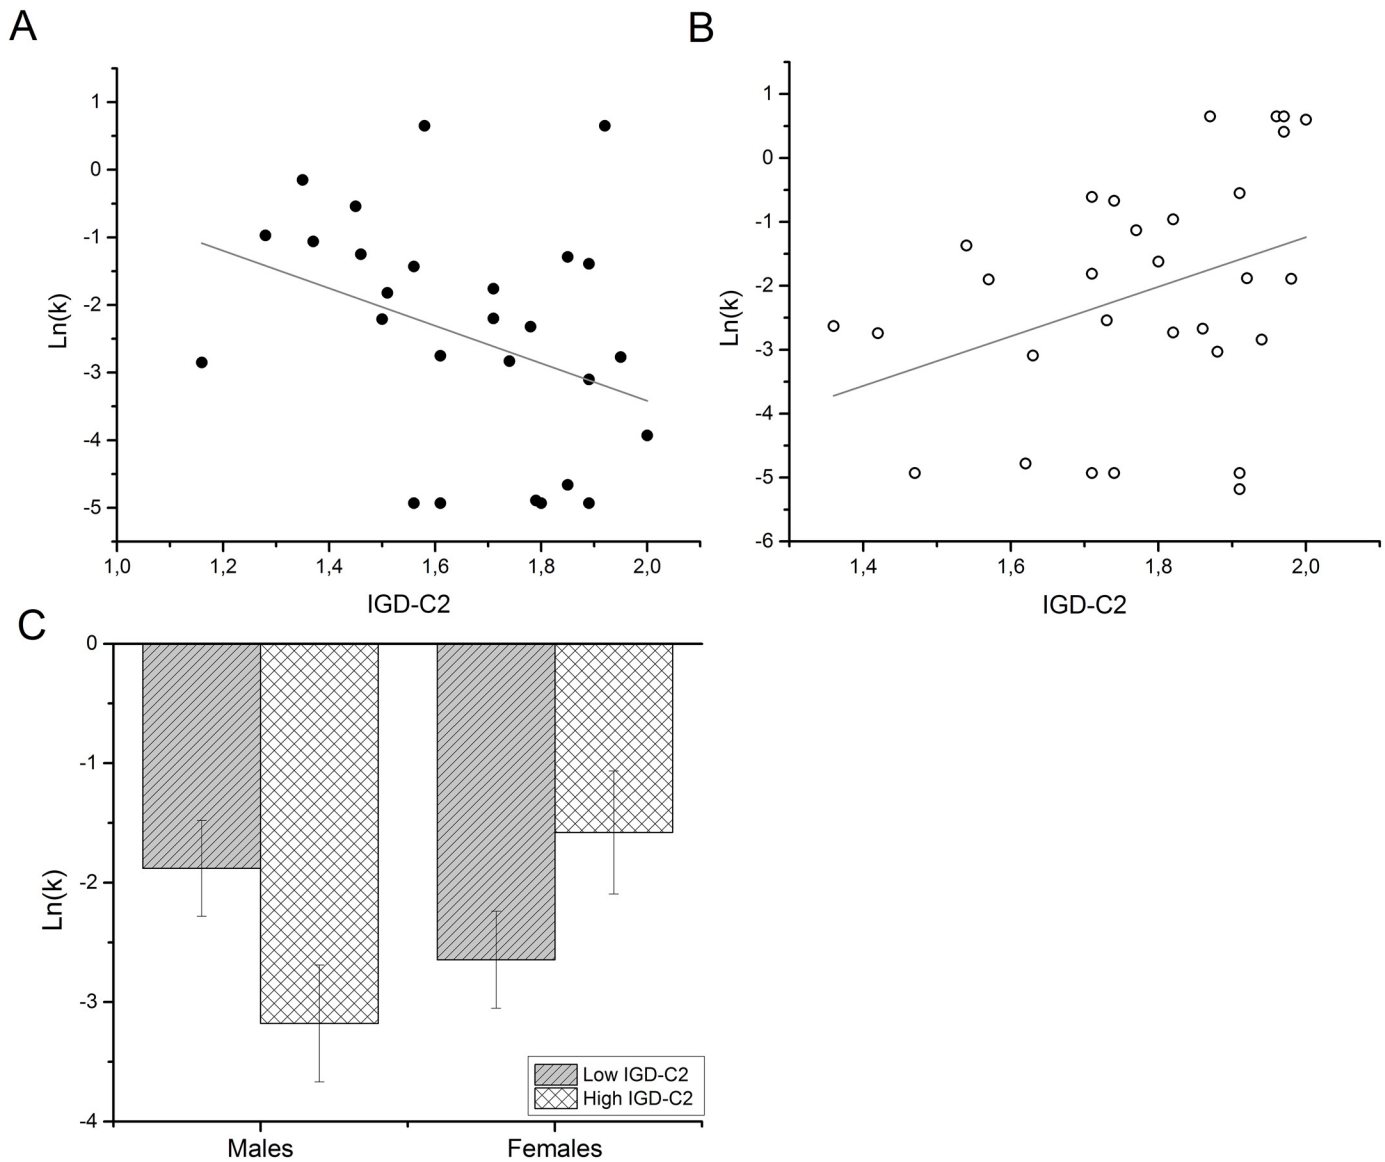 A
Ln(k)
1
0
-1
-2
-3
-4
-5
1,0 1,2 1,4 1,6 1,8 2,0
IGD-C2
B
Ln(k)
1
0
-1
-2
-3
-4
-5
-6
1,4 1,6 1,8 2,0
IGD-C2
C
Ln(k)
0
-1
-2
-3
-4
Males Females
Low IGD-C2
High IGD-C2